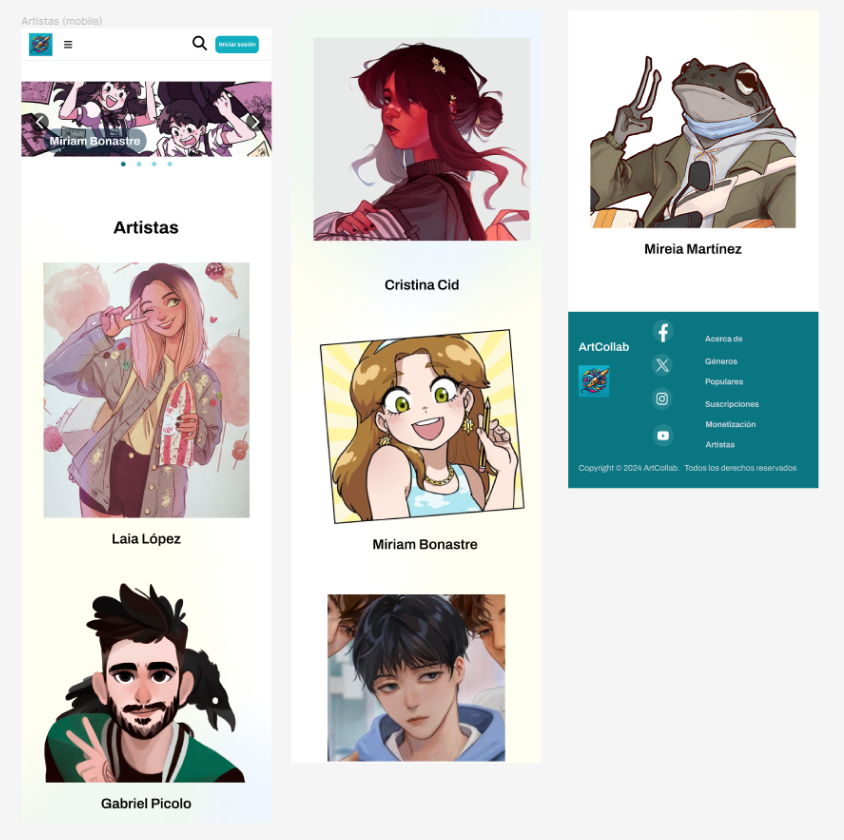 Artistas (mobile)
Iniciar sesión
Miriam Bonastre
Artistas
Laia López
Gabriel Picolo
Cristina Cid
Miriam Bonastre
Mireia Martínez
ArtCollab
Acerca de
Géneros
Populares
Suscripciones
Monetización
Artistas
Copyright © 2024 ArtCollab. Todos los derechos reservados